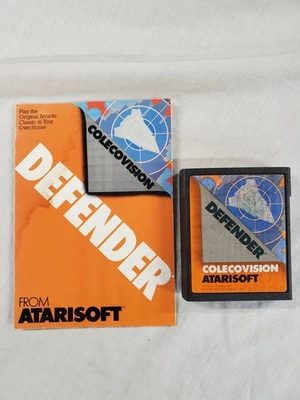 Play the
Original Arcade
Classic in Your
Own Home
COLECOVISION
DEFENDER
FROM
ATARISOFT
DEFENDER
COLECOVISION
ATARISOFT